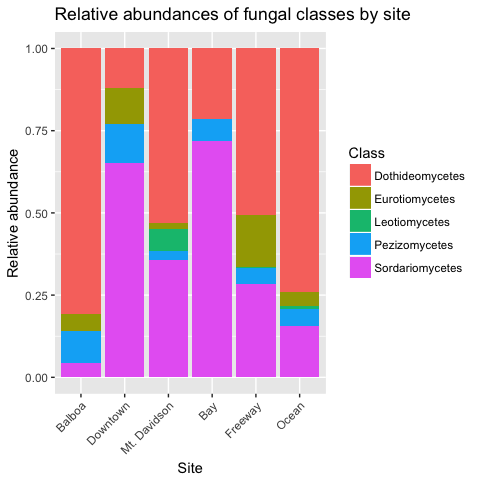 Relative abundances of fungal classes by site
Relative abundance
1.00
0.75
0.50
0.25
0.00
Balboa
Downtown
Mt. Davidson
Bay
Freeway
Ocean
Site
Class
Dothideomycetes
Eurotiomycetes
Leotiomycetes
Pezizomycetes
Sordariomycetes